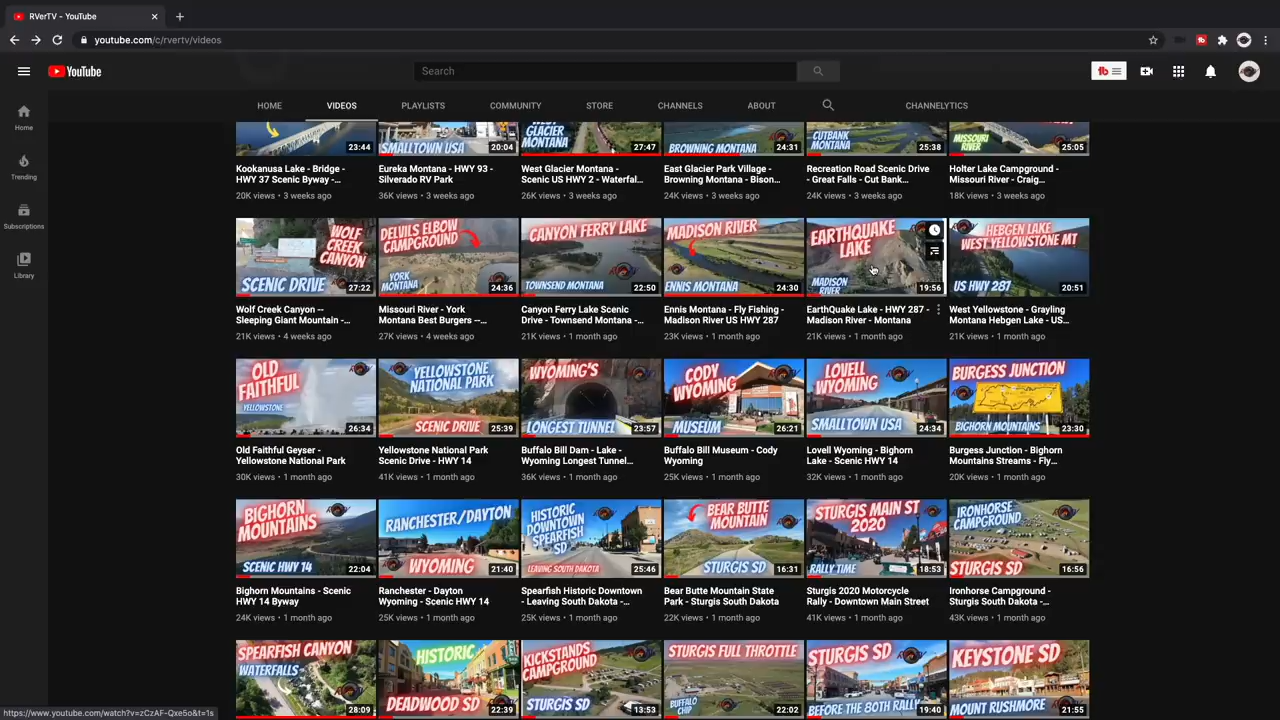 RVerTV - YouTube
youtube.com/c/rvertv/videos
YouTube
Search
HOME
VIDEOS
PLAYLISTS
COMMUNITY
STORE
CHANNELS
ABOUT
CHANNELYTICS
Home
Trending
Subscriptions
Library
23:44
SMALLTOWN USA
20:04
GLACIER
MONTANA
27:47
BROWNING MONTANA
24:31
CUTBANK
MONTANA
25:38
MISSOURI
RIVER
25:05
Kookanusa Lake - Bridge -
HWY 37 Scenic Byway -...
20K views • 3 weeks ago
Eureka Montana - HWY 93 -
Silverado RV Park
36K views • 3 weeks ago
West Glacier Montana -
Scenic US HWY 2 - Waterfal...
26K views • 3 weeks ago
East Glacier Park Village -
Browning Montana - Bison...
24K views • 3 weeks ago
Recreation Road Scenic Drive
- Great Falls - Cut Bank...
24K views • 3 weeks ago
Holter Lake Campground -
Missouri River - Craig...
18K views • 3 weeks ago
WOLF
CREEK
CANYON
SCENIC DRIVE
27:22
DELVILS ELBOW
CAMPGROUND
YORK
MONTANA
24:36
CANYON FERRY LAKE
TOWNSEND MONTANA
22:50
MADISON RIVER
ENNIS MONTANA
24:30
EARTHQUAKE
LAKE
MADISON
RIVER
19:56
HEBGEN LAKE
WEST YELLOWSTONE MT
US HWY 287
20:51
Wolf Creek Canyon --
Sleeping Giant Mountain -...
21K views • 4 weeks ago
Missouri River - York
Montana Best Burgers --...
27K views • 4 weeks ago
Canyon Ferry Lake Scenic
Drive - Townsend Montana -...
21K views • 1 month ago
Ennis Montana - Fly Fishing -
Madison River US HWY 287
23K views • 1 month ago
EarthQuake Lake - HWY 287 -
Madison River - Montana
21K views • 1 month ago
West Yellowstone - Grayling
Montana Hebgen Lake - US...
21K views • 1 month ago
OLD
FAITHFUL
YELLOWSTONE
26:34
YELLOWSTONE
NATIONAL PARK
SCENIC DRIVE
25:39
WYOMING'S
LONGEST TUNNEL
23:57
CODY
WYOMING
MUSEUM
26:21
LOVELL
WYOMING
SMALLTOWN USA
24:34
BURGESS JUNCTION
BIGHORN MOUNTAINS
23:30
Old Faithful Geyser -
Yellowstone National Park
30K views • 1 month ago
Yellowstone National Park
Scenic Drive - HWY 14
41K views • 1 month ago
Buffalo Bill Dam - Lake -
Wyoming Longest Tunnel...
36K views • 1 month ago
Buffalo Bill Museum - Cody
Wyoming
25K views • 1 month ago
Lovell Wyoming - Bighorn
Lake - Scenic HWY 14
32K views • 1 month ago
Burgess Junction - Bighorn
Mountains Streams - Fly...
20K views • 1 month ago
BIGHORN
MOUNTAINS
SCENIC HWY 14
22:04
RANCHESTER/DAYTON
WYOMING
21:40
HISTORIC
DOWNTOWN
SPEARFISH
SD
LEAVING SOUTH DAKOTA
25:46
BEAR BUTTE
MOUNTAIN
STURGIS SD
16:31
STURGIS MAIN ST
2020
RALLY TIME
18:53
IRONHORSE
CAMPGROUND
STURGIS SD
16:56
Bighorn Mountains - Scenic
HWY 14 Byway
24K views • 1 month ago
Ranchester - Dayton
Wyoming - Scenic HWY 14
25K views • 1 month ago
Spearfish Historic Downtown
- Leaving South Dakota -...
25K views • 1 month ago
Bear Butte Mountain State
Park - Sturgis South Dakota
22K views • 1 month ago
Sturgis 2020 Motorcycle
Rally - Downtown Main Street
41K views • 1 month ago
Ironhorse Campground -
Sturgis South Dakota -...
43K views • 1 month ago
SPEARFISH CANYON
WATERFALLS
28:09
HISTORIC
DEADWOOD SD
22:39
KICKSTANDS
CAMPGROUND
STURGIS SD
13:53
STURGIS FULL THROTTLE
BUFFALO
CHIP
22:02
STURGIS SD
BEFORE THE 80TH RALLY
19:40
KEYSTONE SD
MOUNT RUSHMORE
21:55
https://www.youtube.com/watch?v=zCzAF-Qxe5o&t=1s